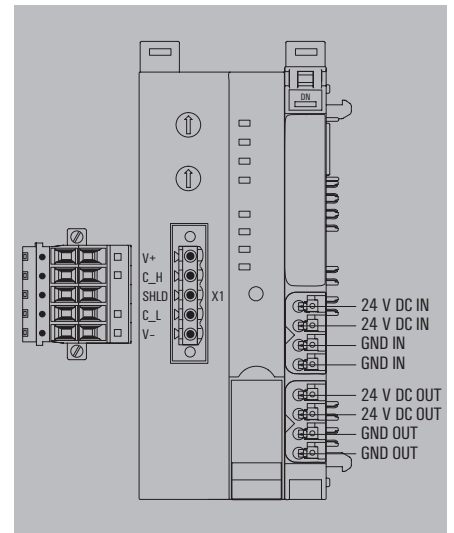 DN
V+
C_H
SHLD
X1
C_L
V-
24 V DC IN
24 V DC IN
GND IN
GND IN
24 V DC OUT
24 V DC OUT
GND OUT
GND OUT